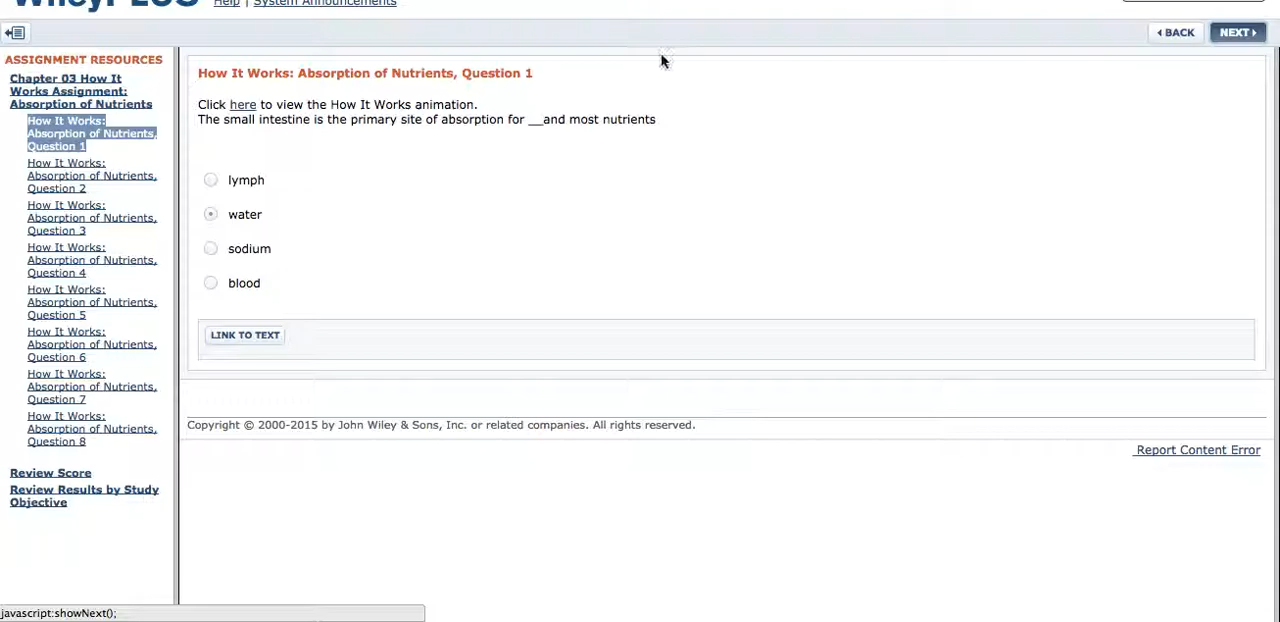 WileyPLUS
Help | System Announcements
BACK
NEXT
ASSIGNMENT RESOURCES
Chapter 03 How It
Works Assignment:
Absorption of Nutrients
How It Works:
Absorption of Nutrients,
Question 1
How It Works:
Absorption of Nutrients,
Question 2
How It Works:
Absorption of Nutrients,
Question 3
How It Works:
Absorption of Nutrients,
Question 4
How It Works:
Absorption of Nutrients,
Question 5
How It Works:
Absorption of Nutrients,
Question 6
How It Works:
Absorption of Nutrients,
Question 7
How It Works:
Absorption of Nutrients,
Question 8
Review Score
Review Results by Study
Objective
How It Works: Absorption of Nutrients, Question 1
Click here to view the How It Works animation.
The small intestine is the primary site of absorption for __and most nutrients
lymph
water
sodium
blood
LINK TO TEXT
Copyright © 2000-2015 by John Wiley & Sons, Inc. or related companies. All rights reserved.
Report Content Error
javascript:showNext();